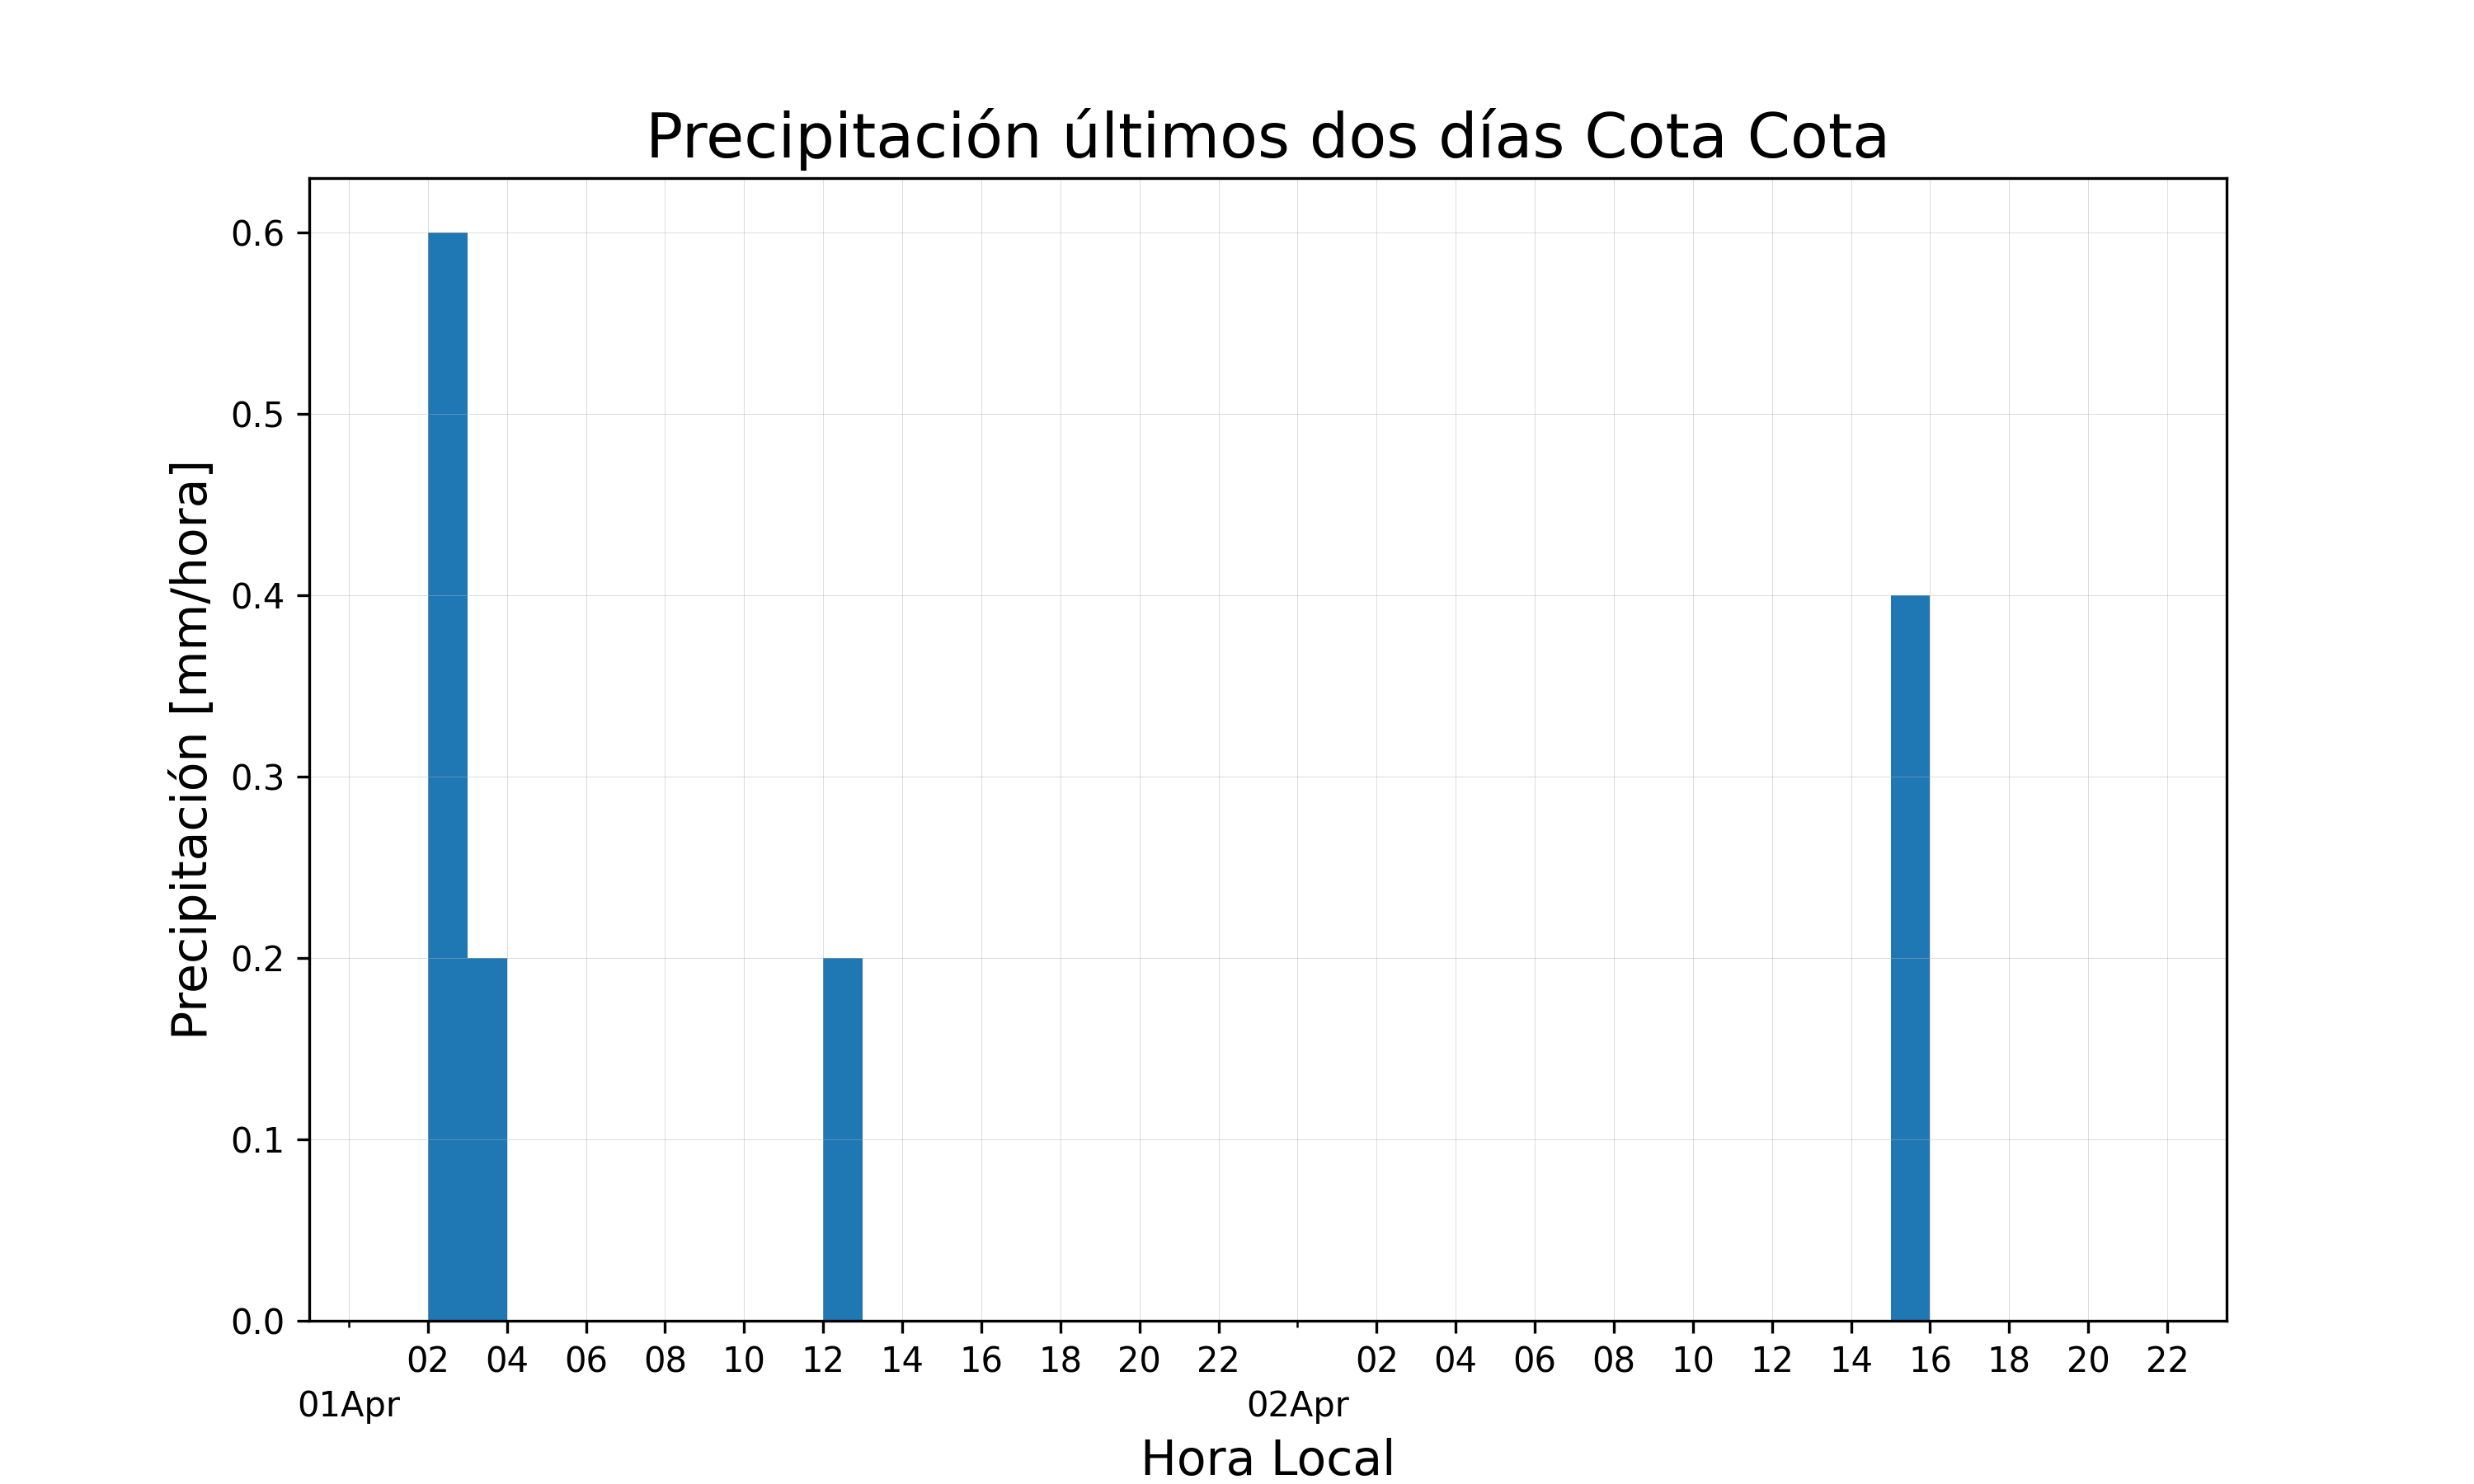 Precipitación últimos dos días Cota Cota
Precipitación [mm/hora]
0.6
0.5
0.4
0.3
0.2
0.1
0.0
02 04 06 08 10 12 14 16 18 20 22 02 04 06 08 10 12 14 16 18 20 22
01Apr 02Apr
Hora Local